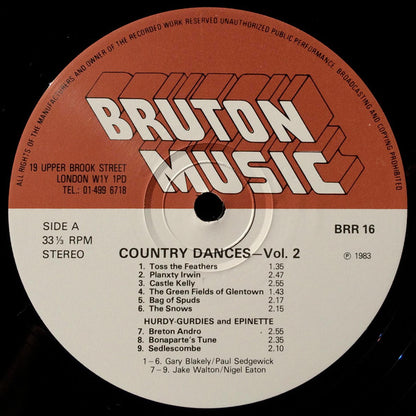 ALL RIGHTS OF THE MANUFACTURERS AND OWNER OF THE RECORDED WORK RESERVED UNAUTHORIZED PUBLIC PERFORMANCE, BROADCASTING AND COPYING PROHIBITED
BRUTON
MUSIC
19 UPPER BROOK STREET
LONDON W1Y 1PD
TEL.: 01-499 6718
SIDE A
33⅓ RPM
STEREO
BRR 16
℗ 1983
COUNTRY DANCES—Vol. 2
1. Toss the Feathers 1.35
2. Planxty Irwin 2.47
3. Castle Kelly 2.55
4. The Green Fields of Glentown 1.43
5. Bag of Spuds 2.17
6. The Snows 2.15
HURDY-GURDIES and EPINETTE
7. Breton Andro 2.55
8. Bonaparte's Tune 2.35
9. Sedlescombe 2.10
1–6. Gary Blakely/Paul Sedgewick
7–9. Jake Walton/Nigel Eaton